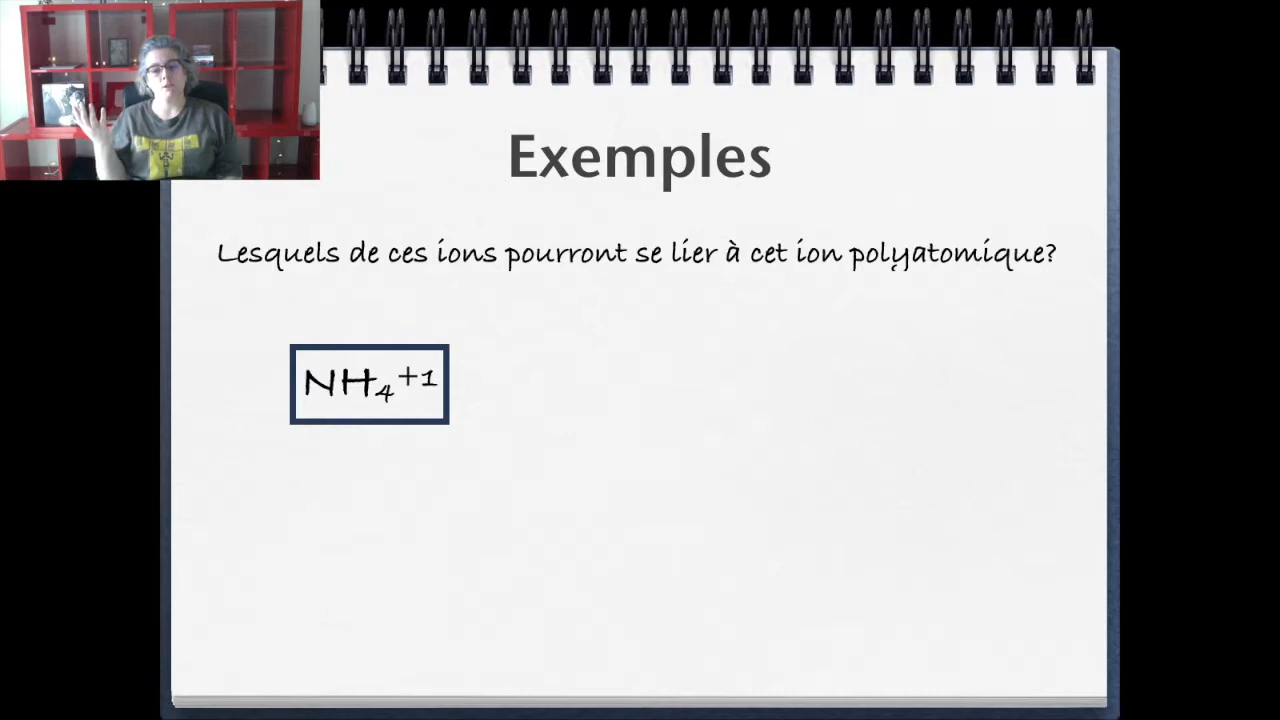 Exemples
Lesquels de ces ions pourront se lier à cet ion polyatomique?
NH₄⁺¹